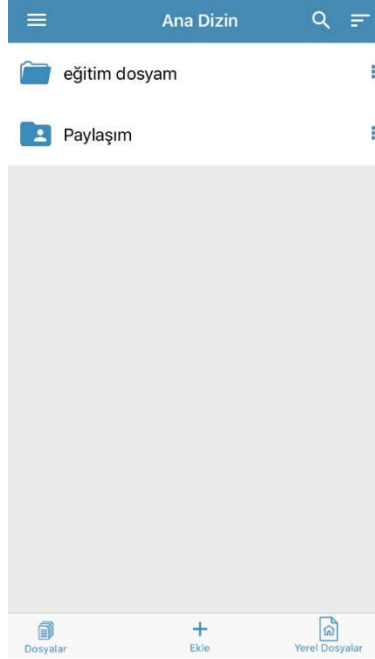 Ana Dizin
eğitim dosyam
Paylaşım
Dosyalar
Ekle
Yerel Dosyalar